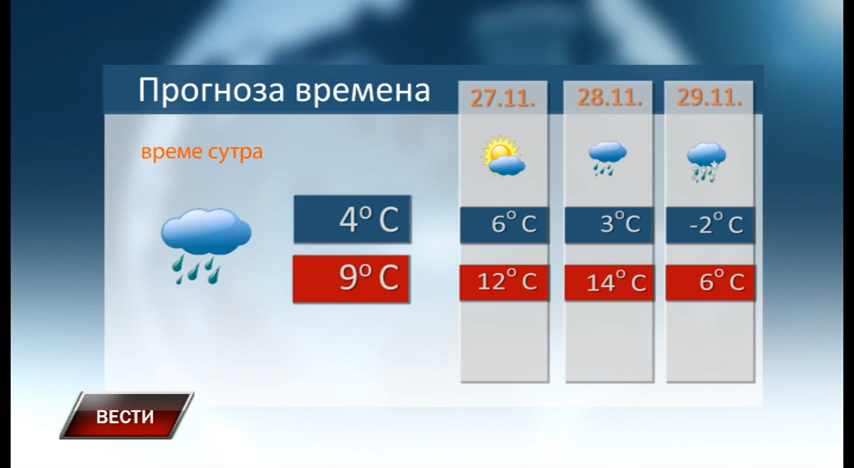 Прогноза времена
време сутра
4° C
9° C
27.11.
6° C
12° C
28.11.
3°C
14° C
29.11.
-2° C
6° C
ВЕСТИ